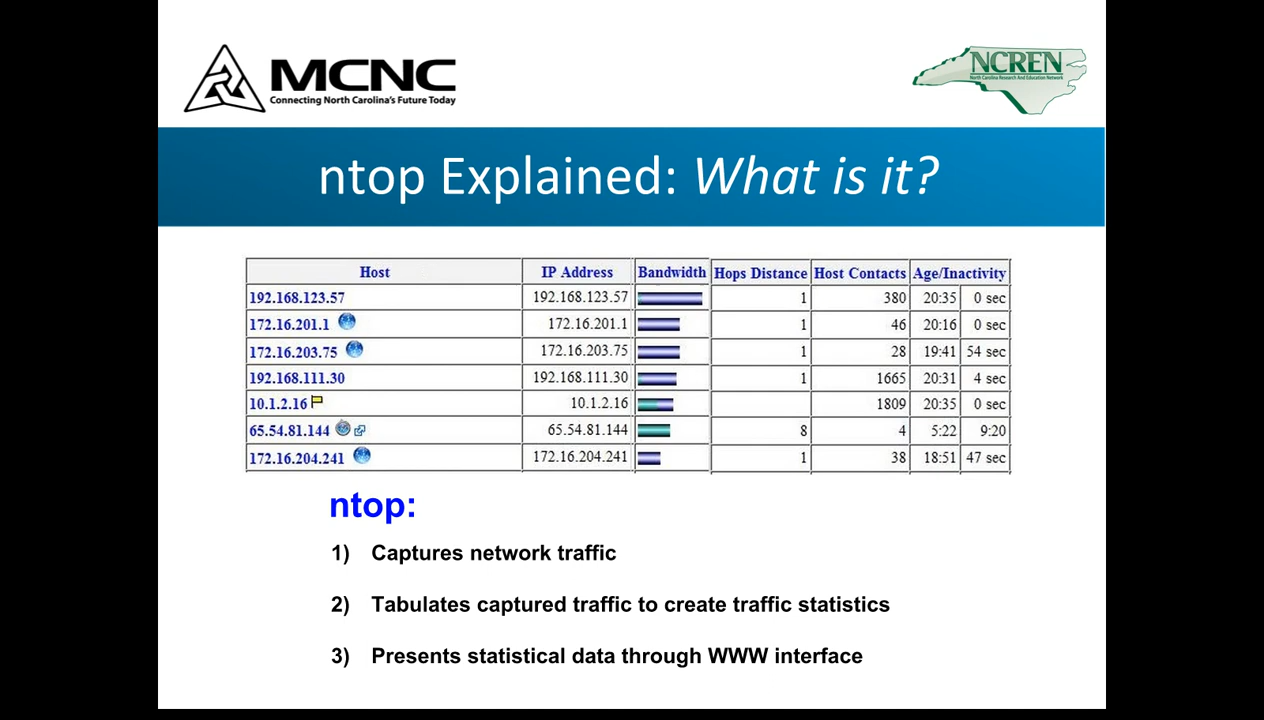 MCNC
Connecting North Carolina's Future Today
NCREN
North Carolina Research And Education Network
ntop Explained: What is it?
Host IP Address Bandwidth Hops Distance Host Contacts Age/Inactivity
192.168.123.57 192.168.123.57 1 380 20:35 0 sec
172.16.201.1 172.16.201.1 1 46 20:16 0 sec
172.16.203.75 172.16.203.75 1 28 19:41 54 sec
192.168.111.30 192.168.111.30 1 1665 20:31 4 sec
10.1.2.16 10.1.2.16 1809 20:35 0 sec
65.54.81.144 65.54.81.144 8 4 5:22 9:20
172.16.204.241 172.16.204.241 1 38 18:51 47 sec
ntop:
1) Captures network traffic
2) Tabulates captured traffic to create traffic statistics
3) Presents statistical data through WWW interface